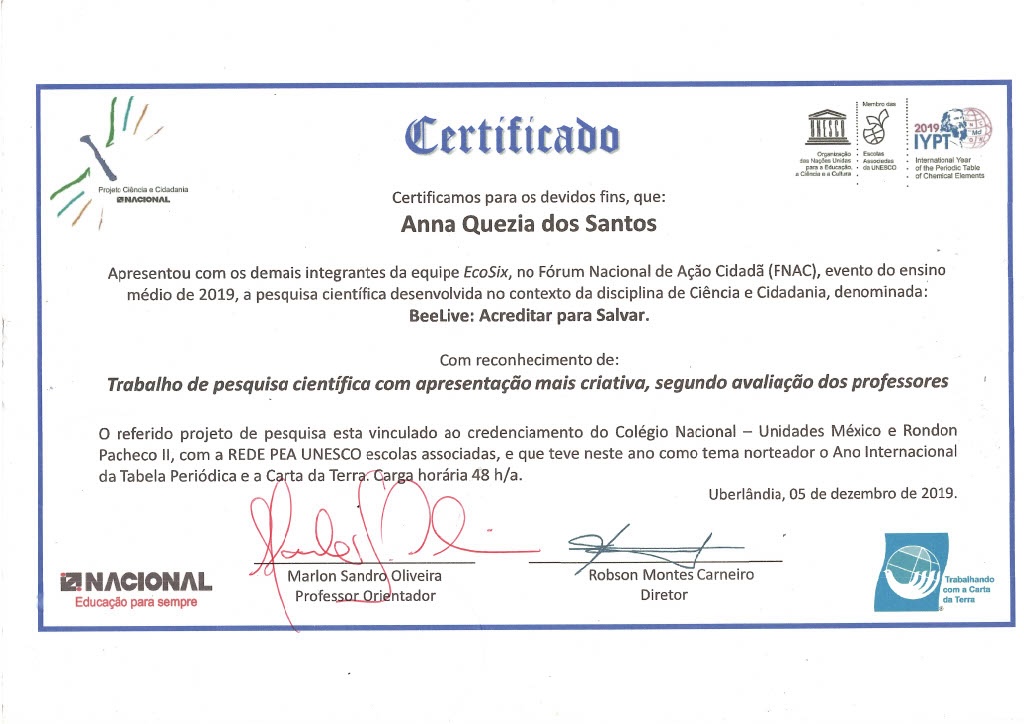 Certificado
Projeto Ciência e Cidadania
NACIONAL
Organização
das Nações Unidas
para a Educação,
a Ciência e a Cultura
Membro das
Escolas
Associadas
da UNESCO
2019
IYPT
Md
International Year
of the Periodic Table
of Chemical Elements
Certificamos para os devidos fins, que:
Anna Quezia dos Santos
Apresentou com os demais integrantes da equipe EcoSix, no Fórum Nacional de Ação Cidadã (FNAC), evento do ensino
médio de 2019, a pesquisa científica desenvolvida no contexto da disciplina de Ciência e Cidadania, denominada:
BeeLive: Acreditar para Salvar.
Com reconhecimento de:
Trabalho de pesquisa científica com apresentação mais criativa, segundo avaliação dos professores
O referido projeto de pesquisa esta vinculado ao credenciamento do Colégio Nacional – Unidades México e Rondon
Pacheco II, com a REDE PEA UNESCO escolas associadas, e que teve neste ano como tema norteador o Ano Internacional
da Tabela Periódica e a Carta da Terra. Carga horária 48 h/a.
Uberlândia, 05 de dezembro de 2019.
Marlon Sandro Oliveira
Professor Orientador
Robson Montes Carneiro
Diretor
NACIONAL
Educação para sempre
Trabalhando
com a Carta
da Terra